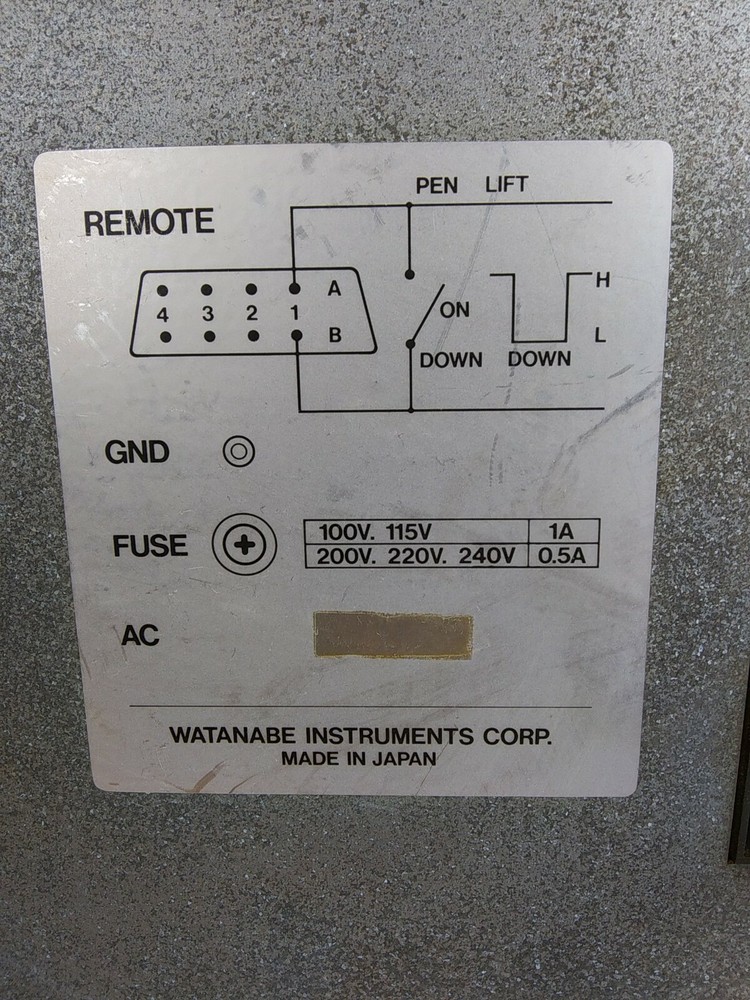 PEN LIFT
REMOTE
A
4 3 2 1
B
ON
DOWN
H
L
DOWN
GND
FUSE
100V. 115V 1A
200V. 220V. 240V 0.5A
AC
WATANABE INSTRUMENTS CORP.
MADE IN JAPAN